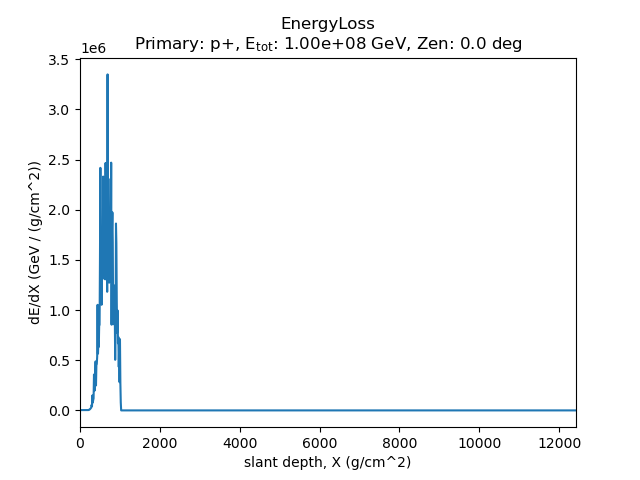 EnergyLoss
Primary: p+, E_tot: 1.00e+08 GeV, Zen: 0.0 deg
1e6
3.5
3.0
2.5
2.0
1.5
1.0
0.5
0.0
dE/dX (GeV / (g/cm^2))
0 2000 4000 6000 8000 10000 12000
slant depth, X (g/cm^2)